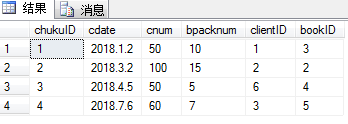 结果 消息
chukuID cdate cnum bpacknum clientID bookID
1 1 2018.1.2 50 10 1 3
2 2 2018.3.2 100 15 2 2
3 3 2018.4.5 50 5 6 4
4 4 2018.7.6 60 7 3 5